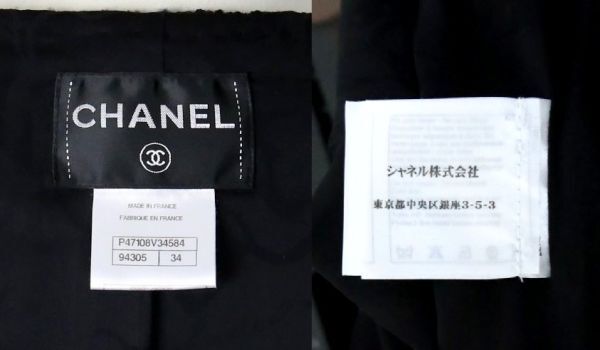 CHANEL
MADE IN FRANCE
FABRIQUÉ EN FRANCE
P47108V34584
94305 34
シャネル株式会社
東京都中央区銀座3-5-3